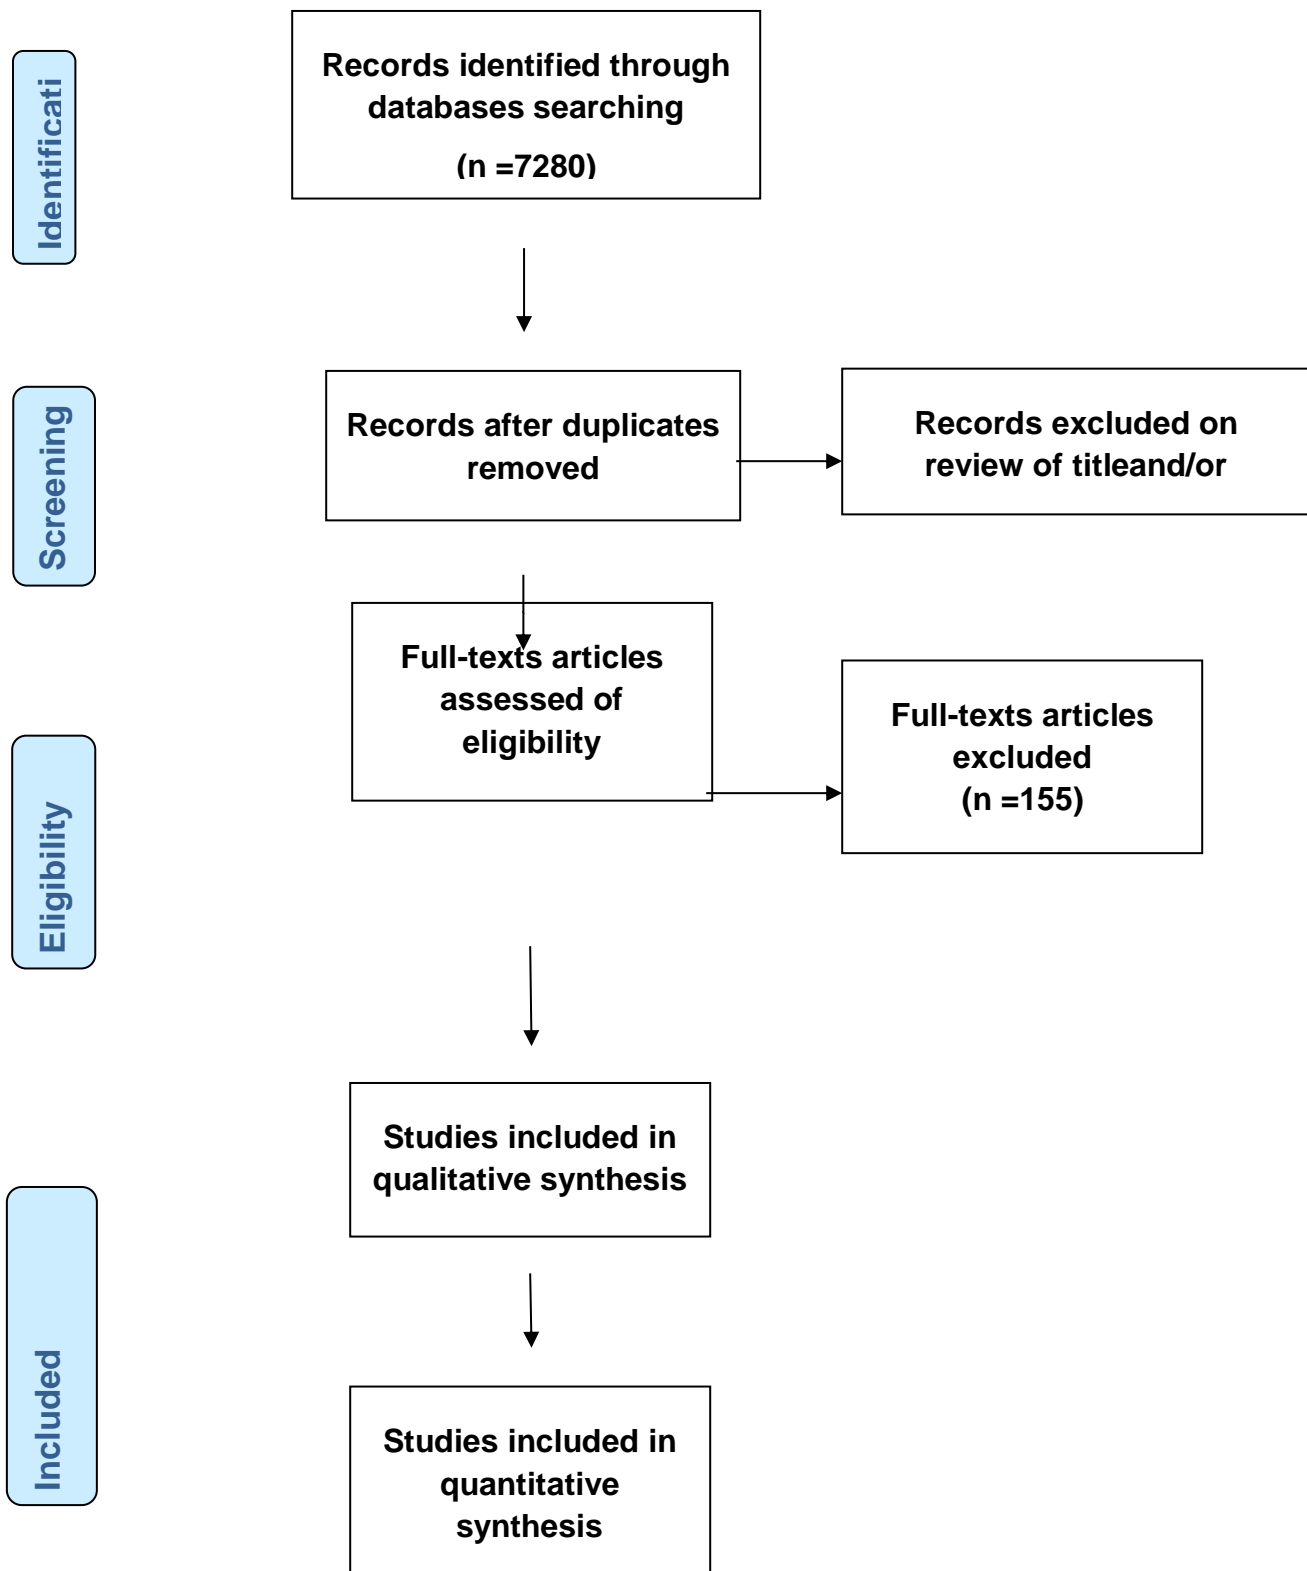 Identificati
Records identified through
databases searching
(n =7280)
Screening
Records after duplicates
removed
Records excluded on
review of titleand/or
Eligibility
Full-texts articles
assessed of
eligibility
Full-texts articles
excluded
(n =155)
Included
Studies included in
qualitative synthesis
Studies included in
quantitative
synthesis